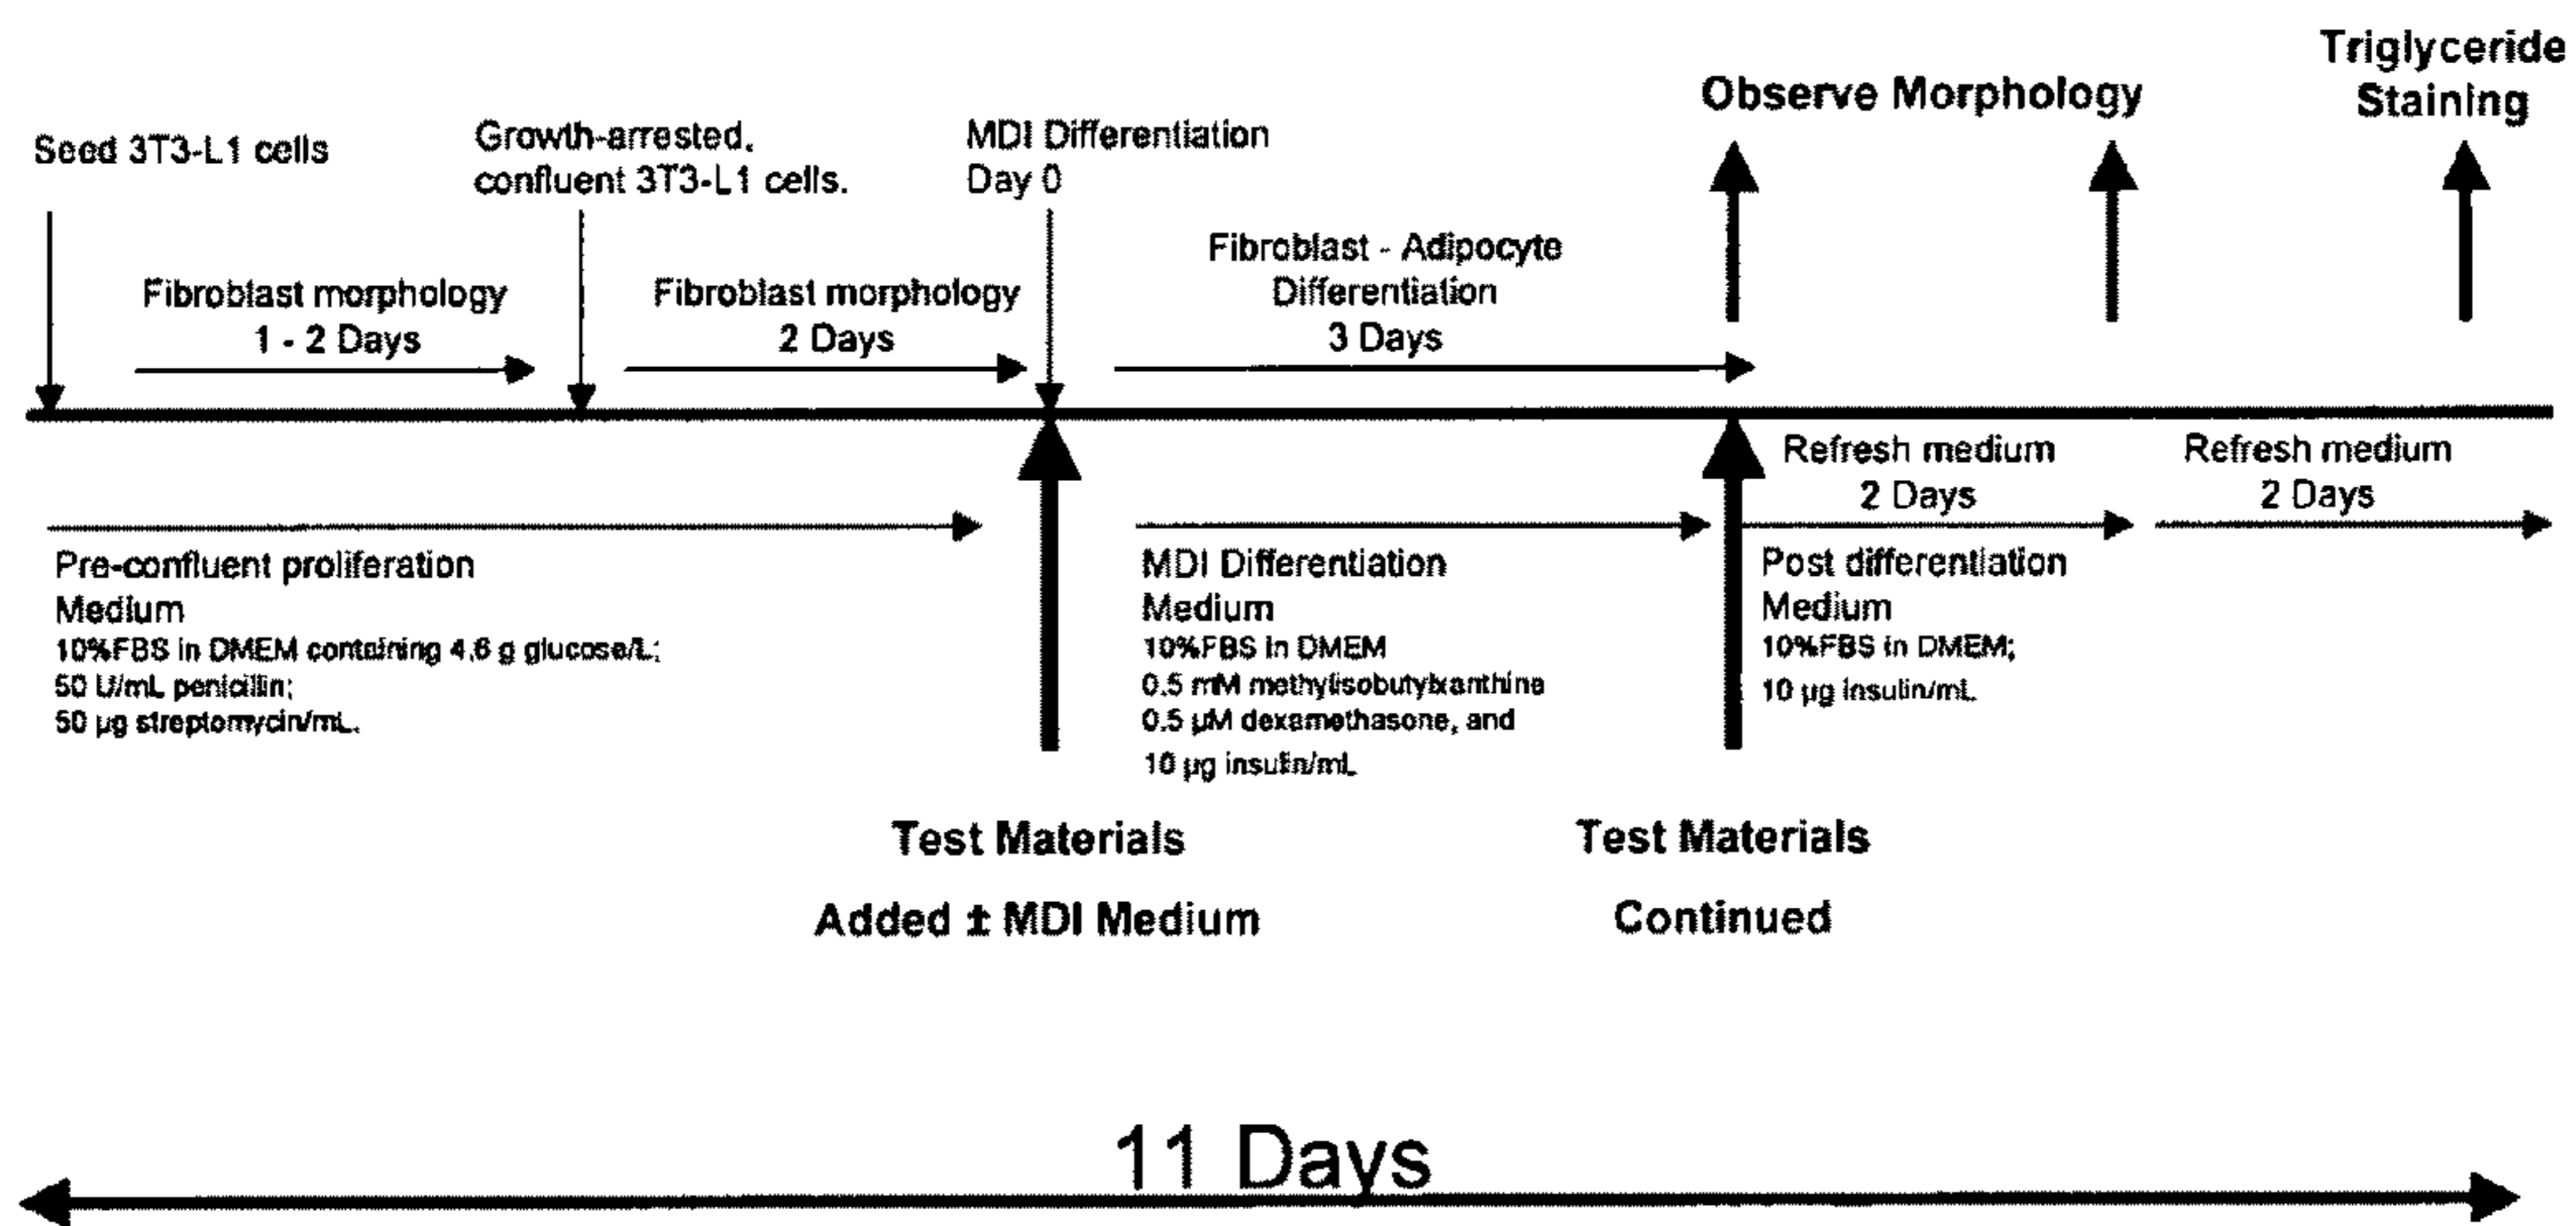 Triglyceride
Staining
Observe Morphology
Seed 3T3-L1 cells
Growth-arrested,
confluent 3T3-L1 cells.
MDI Differentiation
Day 0
Fibroblast morphology
1 - 2 Days
Fibroblast morphology
2 Days
Fibroblast - Adipocyte
Differentiation
3 Days
Refresh medium
2 Days
Refresh medium
2 Days
Pre-confluent proliferation
Medium
10%FBS in DMEM containing 4.6 g glucose/L;
50 U/mL penicillin;
50 µg streptomycin/mL.
MDI Differentiation
Medium
10%FBS in DMEM
0.5 mM methylisobutylxanthine
0.5 µM dexamethasone, and
10 µg insulin/mL
Post differentiation
Medium
10%FBS in DMEM;
10 µg insulin/mL
Test Materials
Added ± MDI Medium
Test Materials
Continued
11 Days